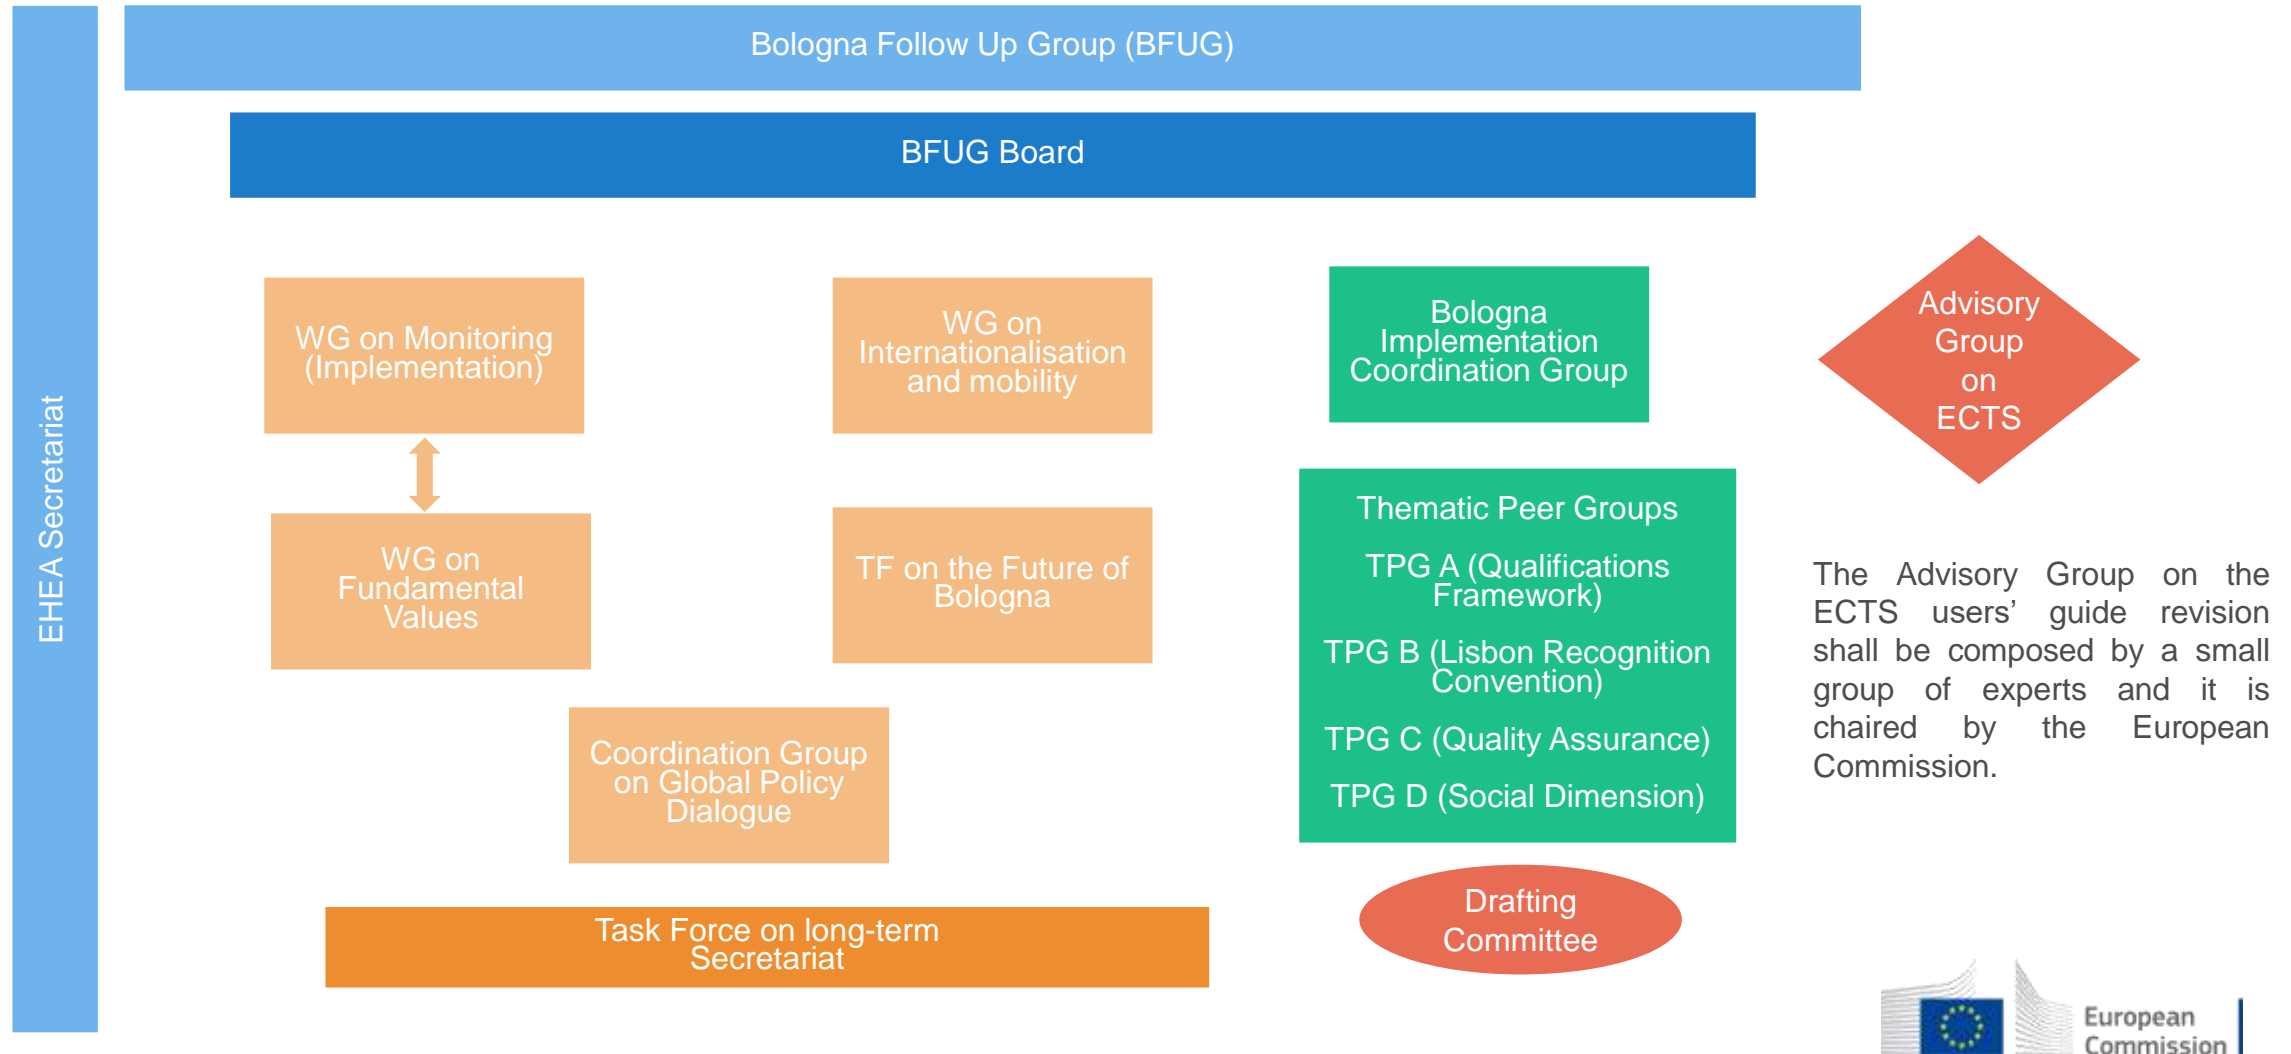 EHEA Secretariat
Bologna Follow Up Group (BFUG)
BFUG Board
WG on Monitoring
(Implementation)
WG on
Internationalisation
and mobility
Bologna
Implementation
Coordination Group
Advisory
Group
on
ECTS
WG on
Fundamental
Values
TF on the Future of
Bologna
Thematic Peer Groups
TPG A (Qualifications
Framework)
TPG B (Lisbon Recognition
Convention)
TPG C (Quality Assurance)
TPG D (Social Dimension)
The Advisory Group on the
ECTS users’ guide revision
shall be composed by a small
group of experts and it is
chaired by the European
Commission.
Coordination Group
on Global Policy
Dialogue
Task Force on long-term
Secretariat
Drafting
Committee
European
Commission